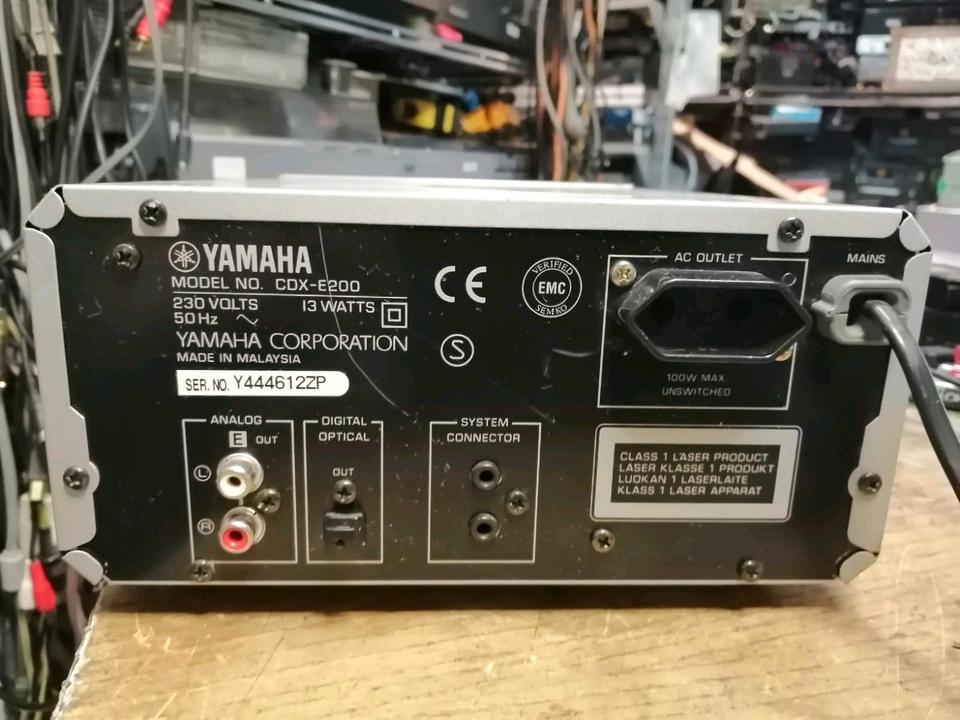 YAMAHA
MODEL NO. CDX-E200
230 VOLTS 13 WATTS
50Hz
YAMAHA CORPORATION
MADE IN MALAYSIA
SER. NO. Y444612ZP
CE
VERIFIED
EMC
SEMKO
S
AC OUTLET
100W MAX
UNSWITCHED
MAINS
ANALOG
E OUT
L
R
DIGITAL
OPTICAL
OUT
SYSTEM
CONNECTOR
CLASS 1 LASER PRODUCT
LASER KLASSE 1 PRODUKT
LUOKAN 1 LASERLAITE
KLASS 1 LASER APPARAT